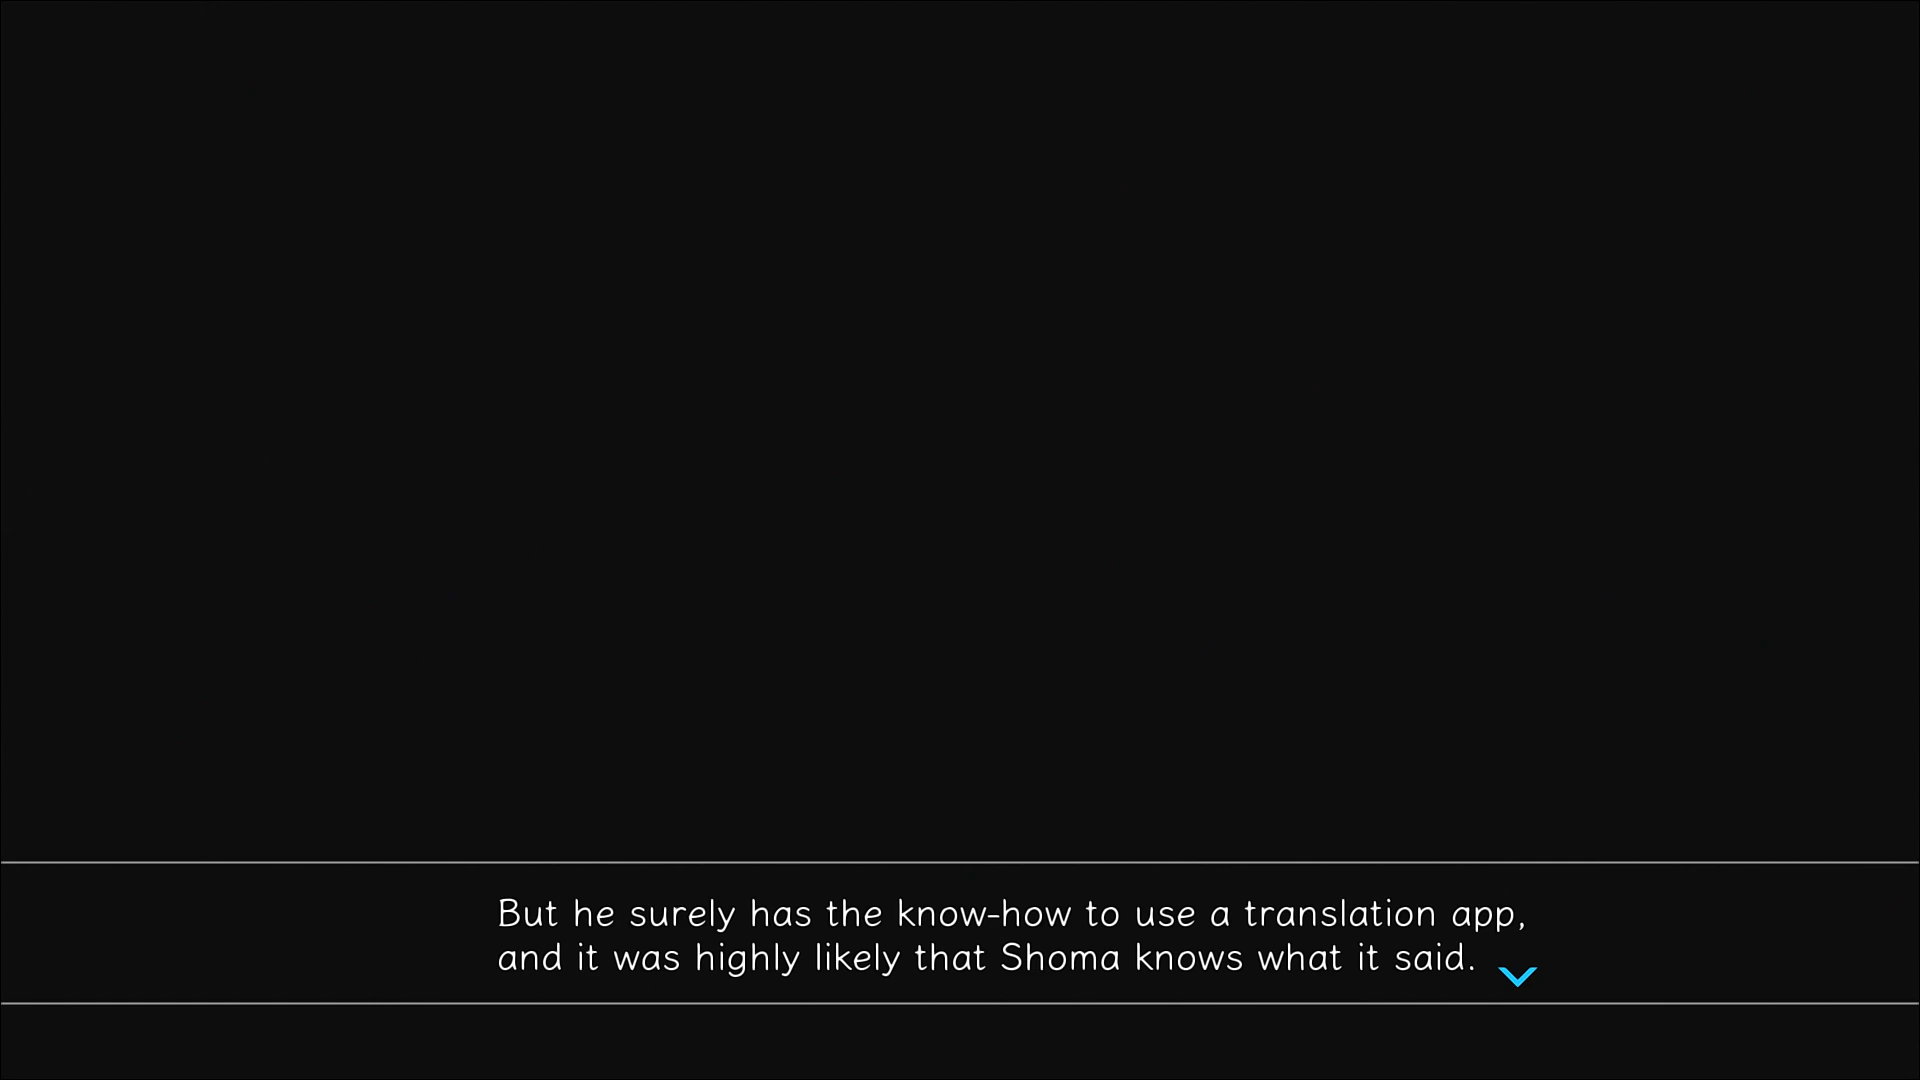 But he surely has the know-how to use a translation app,
and it was highly likely that Shoma knows what it said.